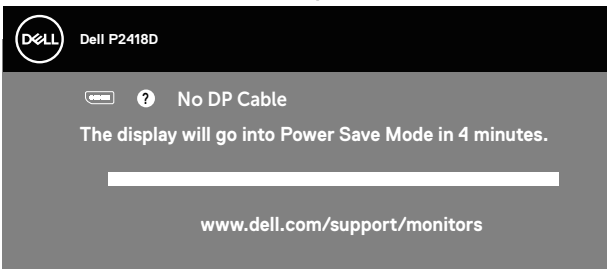 DELL
Dell P2418D
? No DP Cable
The display will go into Power Save Mode in 4 minutes.
www.dell.com/support/monitors